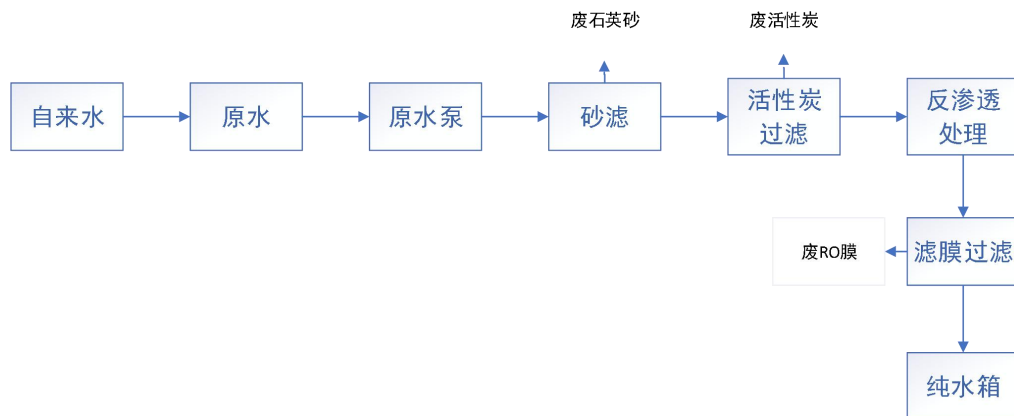 废石英砂
废活性炭
自来水
原水
原水泵
砂滤
活性炭
过滤
反渗透
处理
废RO膜
滤膜过滤
纯水箱